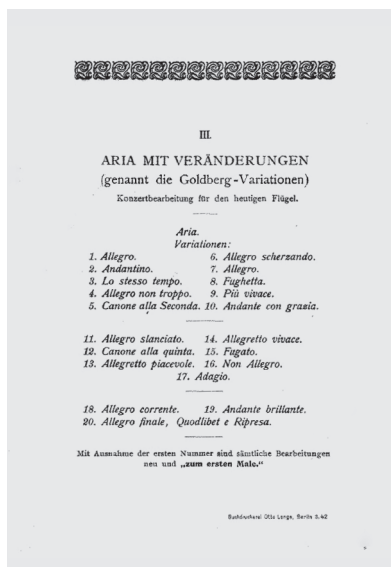 III.
ARIA MIT VERÄNDERUNGEN
(genannt die Goldberg-Variationen)
Konzertbearbeitung für den heutigen Flügel.
Aria.
Variationen:
1. Allegro. 6. Allegro scherzando.
2. Andantino. 7. Allegro.
3. Lo stesso tempo. 8. Fughetta.
4. Allegro non troppo. 9. Più vivace.
5. Canone alla Seconda. 10. Andante con grazia.
11. Allegro slanciato. 14. Allegretto vivace.
12. Canone alla quinta. 15. Fugato.
13. Allegretto piacevole. 16. Non Allegro.
17. Adagio.
18. Allegro corrente. 19. Andante brillante.
20. Allegro finale, Quodlibet e Ripresa.
Mit Ausnahme der ersten Nummer sind sämtliche Bearbeitungen
neu und „zum ersten Male.“
Buchdruckerei Otto Lange, Berlin S.42